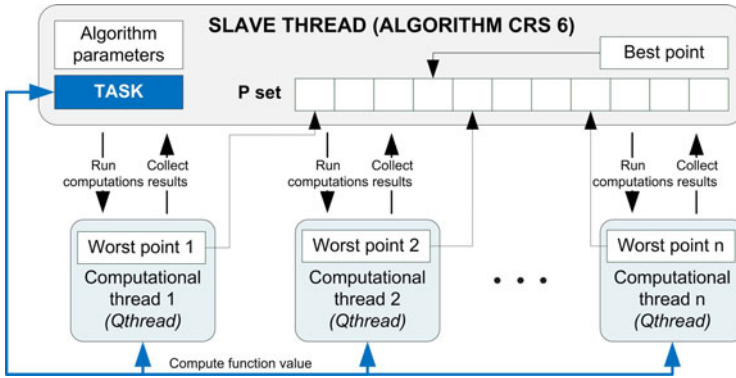 SLAVE THREAD (ALGORITHM CRS 6)
Algorithm
parameters
Best point
TASK
P set
Run
computations
Collect
results
Run
computations
Collect
results
Run
computations
Collect
results
Worst point 1
Computational
thread 1
(Qthread)
Worst point 2
Computational
thread 2
(Qthread)
• • •
Worst point n
Computational
thread n
(Qthread)
Compute function value